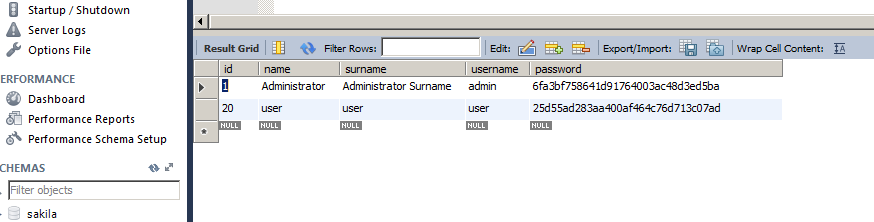 Startup / Shutdown
Server Logs
Options File
ERFORMANCE
Dashboard
Performance Reports
Performance Schema Setup
CHEMAS
Filter objects
sakila
Result Grid Filter Rows: Edit: Export/Import: Wrap Cell Content: IA
id name surname username password
1 Administrator Administrator Surname admin 6fa3bf758641d91764003ac48d3ed5ba
20 user user user 25d55ad283aa400af464c76d713c07ad
* NULL NULL NULL NULL NULL